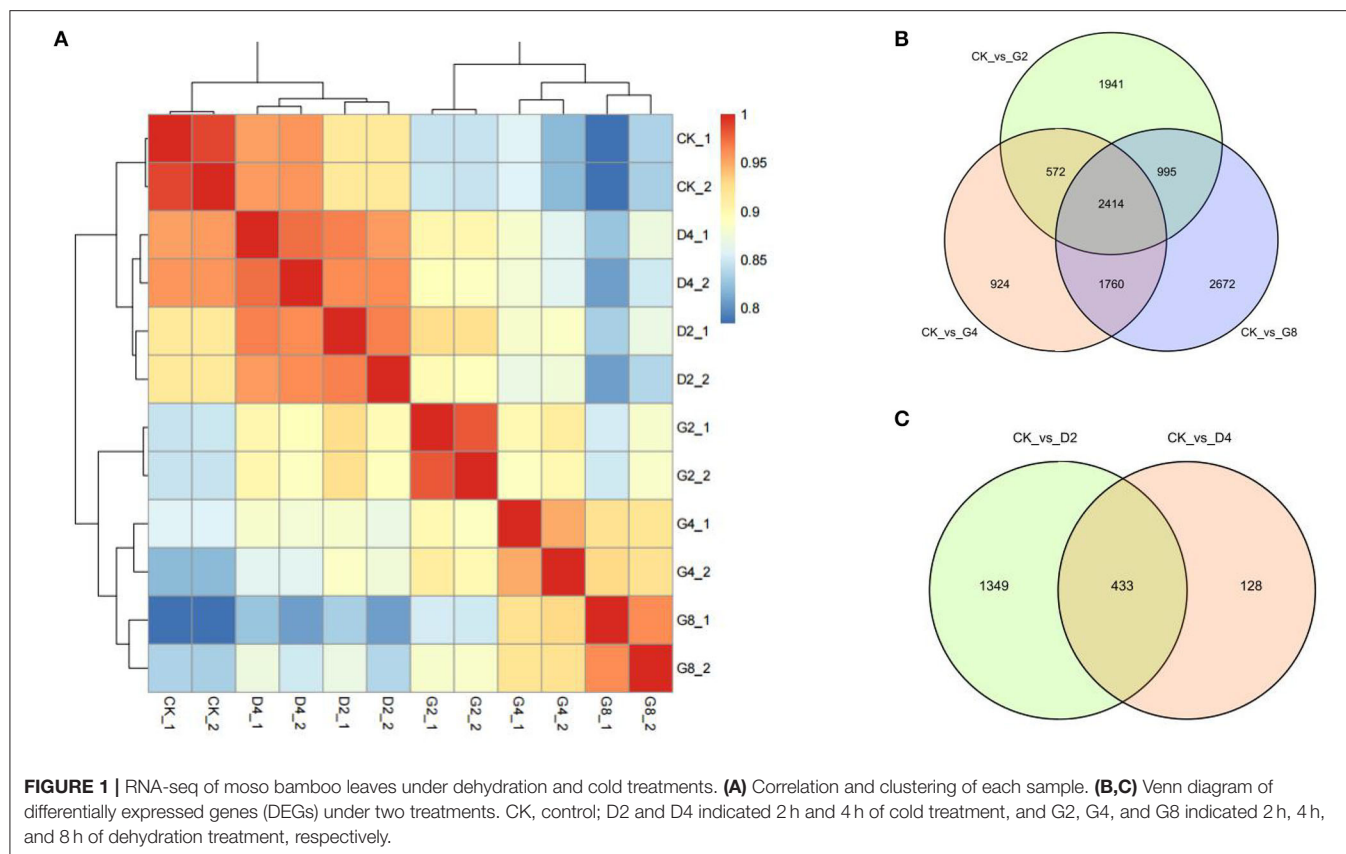 A
1
0.95
0.9
0.85
0.8
CK_1
CK_2
D4_1
D4_2
D2_1
D2_2
G2_1
G2_2
G4_1
G4_2
G8_1
G8_2
CK_1
CK_2
D4_1
D4_2
D2_1
D2_2
G2_1
G2_2
G4_1
G4_2
G8_1
G8_2
B
CK_vs_G2
1941
572
995
2414
924
1760
2672
CK_vs_G4
CK_vs_G8
C
CK_vs_D2
CK_vs_D4
1349
433
128
FIGURE 1 | RNA-seq of moso bamboo leaves under dehydration and cold treatments. (A) Correlation and clustering of each sample. (B,C) Venn diagram of
differentially expressed genes (DEGs) under two treatments. CK, control; D2 and D4 indicated 2 h and 4 h of cold treatment, and G2, G4, and G8 indicated 2 h, 4 h,
and 8 h of dehydration treatment, respectively.